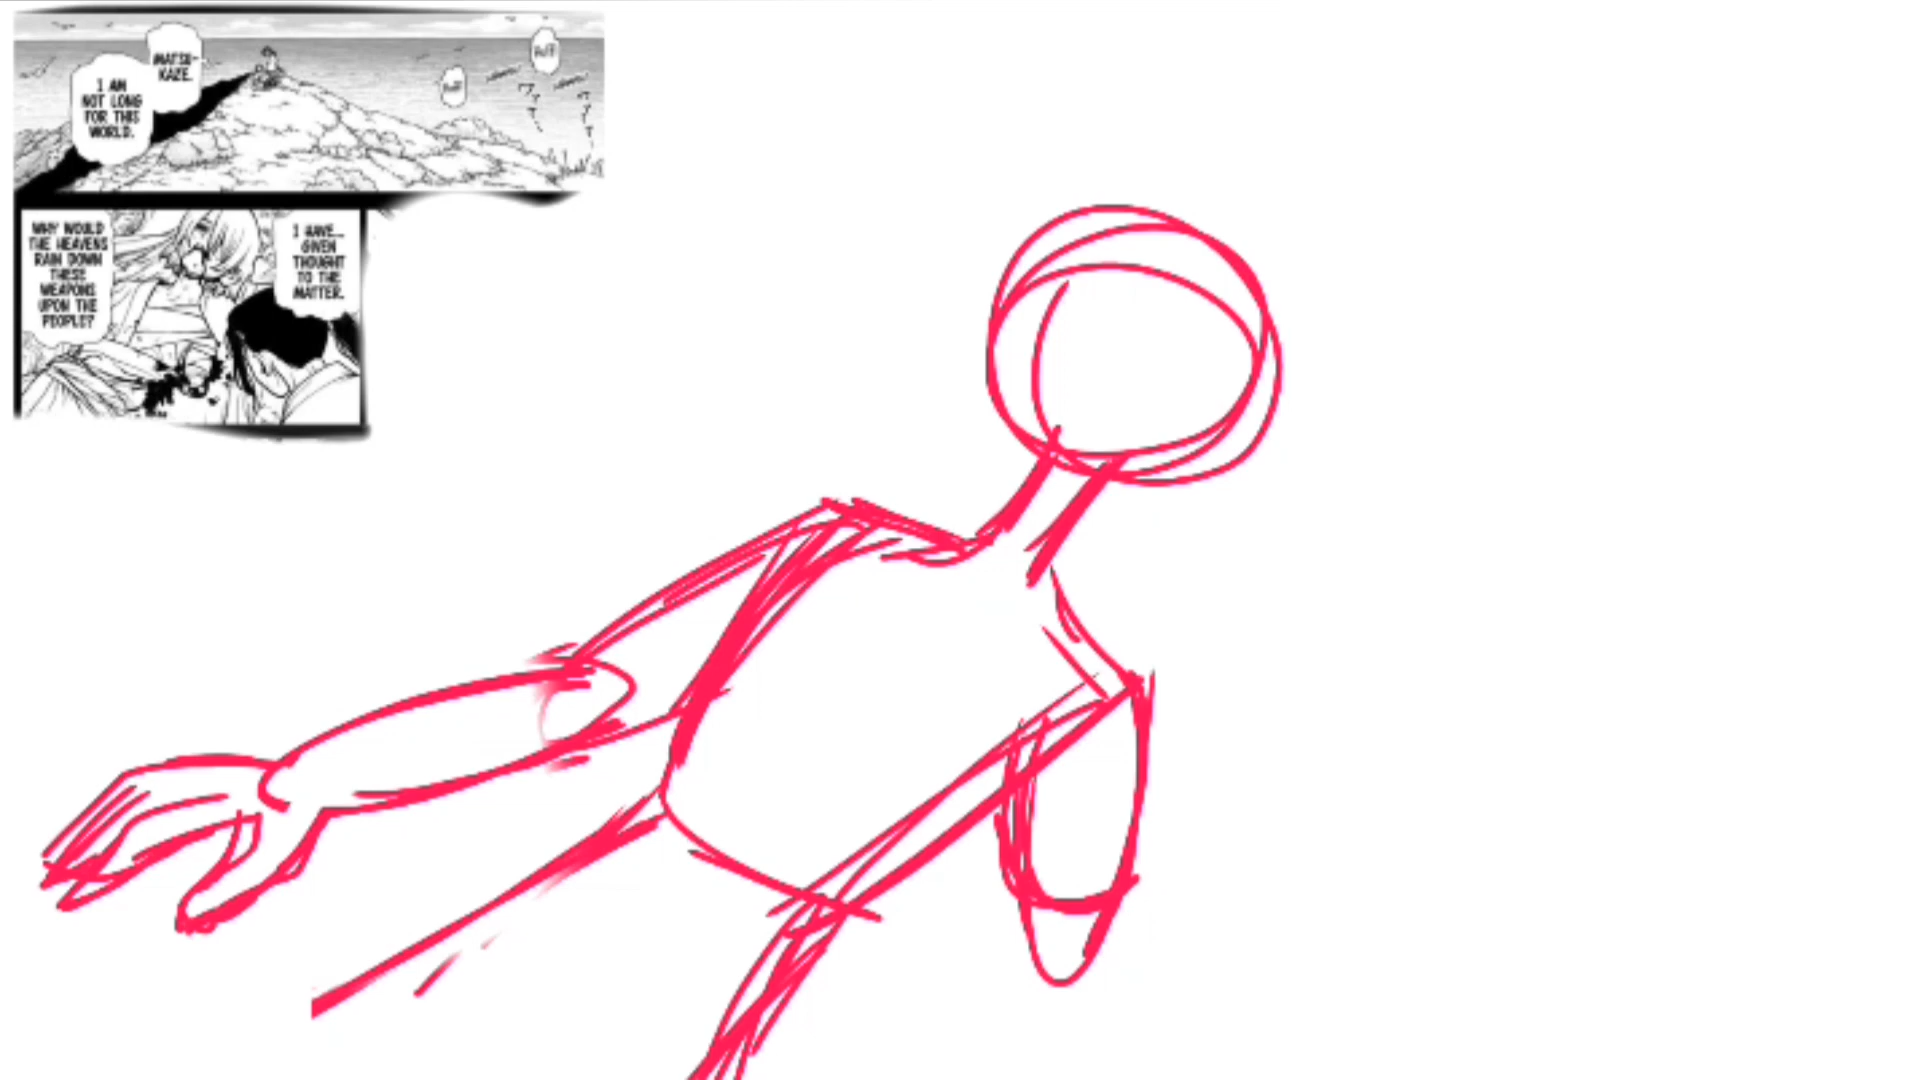 MATSU-
KAZE.
I AM
NOT LONG
FOR THIS
WORLD.
I HAVE...
GIVEN
THOUGHT
TO THE
MATTER.
WHY WOULD
THE HEAVENS
RAIN DOWN
THESE
WEAPONS
UPON THE
PEOPLE?